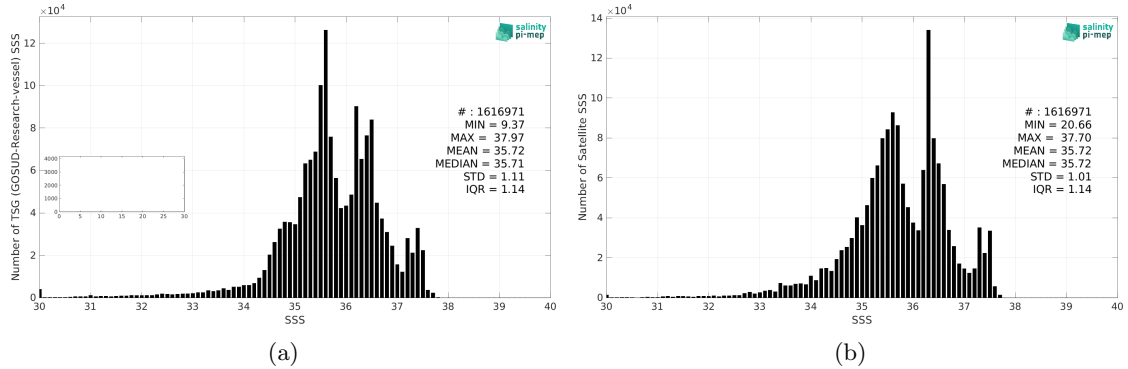 ×10⁴
12
10
8
6
4
2
0
Number of TSG (GOSUD-Research-vessel) SSS
salinity
pi-mep
# : 1616971
MIN = 9.37
MAX = 37.97
MEAN = 35.72
MEDIAN = 35.71
STD = 1.11
IQR = 1.14
4000
3000
2000
1000
0
0 5 10 15 20 25 30
30 31 32 33 34 35 36 37 38 39 40
SSS
(a)
×10⁴
14
12
10
8
6
4
2
0
Number of Satellite SSS
salinity
pi-mep
# : 1616971
MIN = 20.66
MAX = 37.70
MEAN = 35.72
MEDIAN = 35.72
STD = 1.01
IQR = 1.14
30 31 32 33 34 35 36 37 38 39 40
SSS
(b)